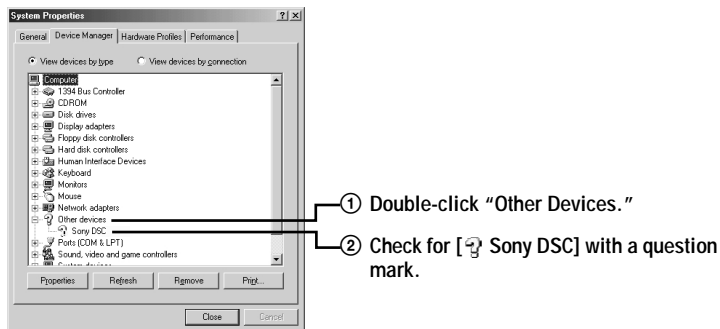 System Properties
General Device Manager Hardware Profiles Performance
View devices by type View devices by connection
Computer
1394 Bus Controller
CDROM
Disk drives
Display adapters
Floppy disk controllers
Hard disk controllers
Human Interface Devices
Keyboard
Monitors
Mouse
Network adapters
Other devices
Sony DSC
Ports (COM & LPT)
Sound, video and game controllers
System devices
Properties Refresh Remove Print...
Close Cancel
① Double-click “Other Devices.”
② Check for [ Sony DSC] with a question
mark.